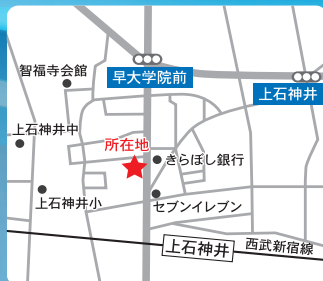 智福寺会館
早大学院前
上石神井
上石神井中
所在地
きらぼし銀行
上石神井小
セブンイレブン
上石神井
西武新宿線